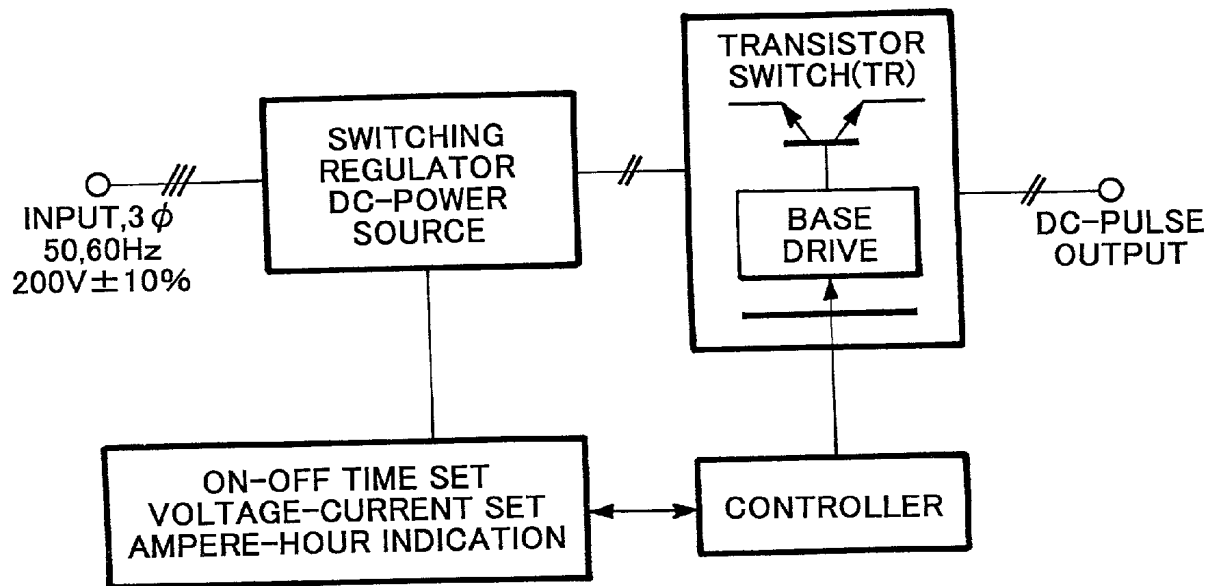 TRANSISTOR
SWITCH(TR)
SWITCHING
REGULATOR
DC-POWER
SOURCE
INPUT,3φ
50,60Hz
200V±10%
BASE
DRIVE
DC-PULSE
OUTPUT
ON-OFF TIME SET
VOLTAGE-CURRENT SET
AMPERE-HOUR INDICATION
CONTROLLER